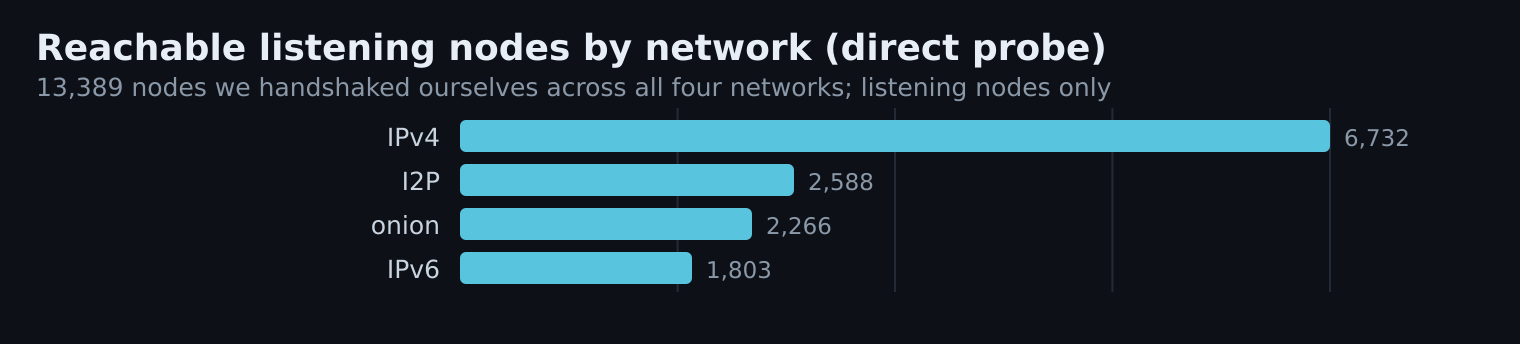 Reachable listening nodes by network (direct probe)
13,389 nodes we handshaked ourselves across all four networks; listening nodes only
IPv4 6,732
I2P 2,588
onion 2,266
IPv6 1,803